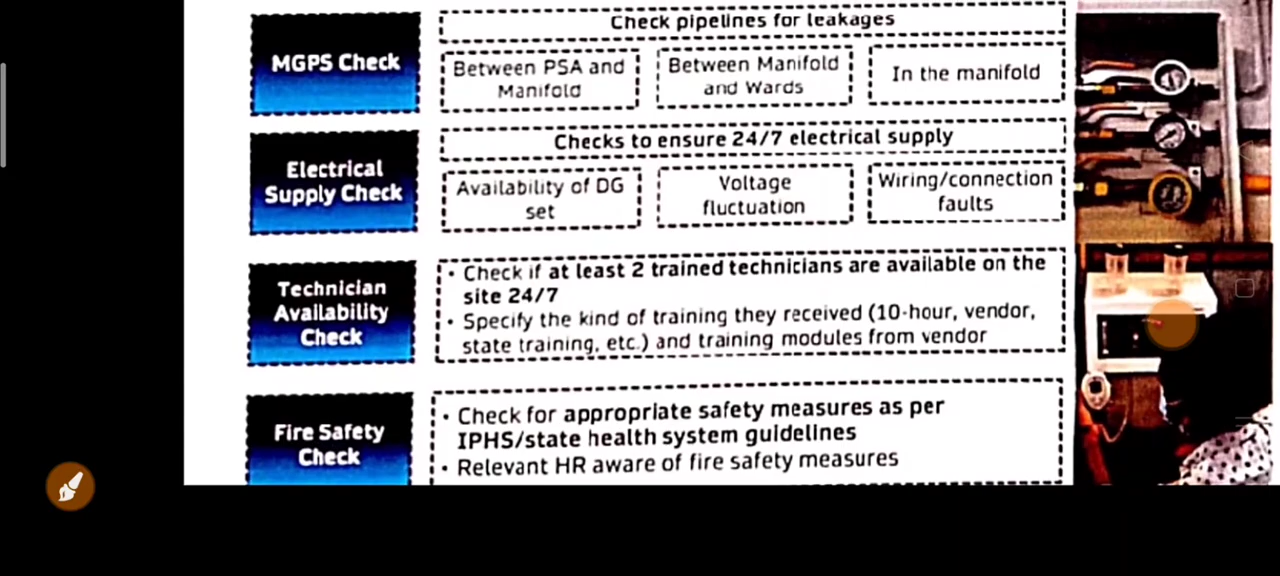 MGPS Check
Check pipelines for leakages
Between PSA and
Manifold
Between Manifold
and Wards
In the manifold
Electrical
Supply Check
Checks to ensure 24/7 electrical supply
Availability of DG
set
Voltage
fluctuation
Wiring/connection
faults
Technician
Availability
Check
• Check if at least 2 trained technicians are available on the
site 24/7
• Specify the kind of training they received (10-hour, vendor,
state training, etc.) and training modules from vendor
Fire Safety
Check
• Check for appropriate safety measures as per
IPHS/state health system guidelines
• Relevant HR aware of fire safety measures